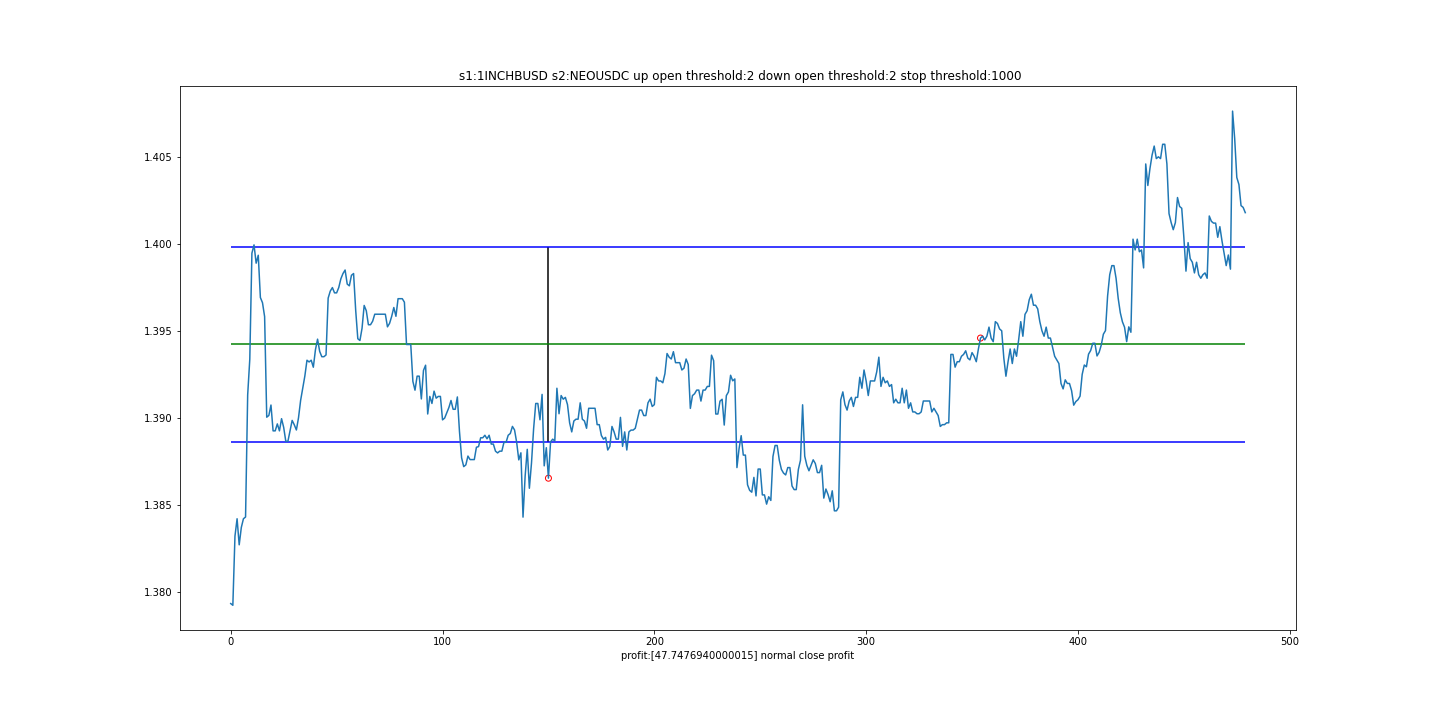 s1:1INCHBUSD s2:NEOUSDC up open threshold:2 down open threshold:2 stop threshold:1000
1.405
1.400
1.395
1.390
1.385
1.380
0 100 200 300 400 500
profit:[47.7476940000015] normal close profit